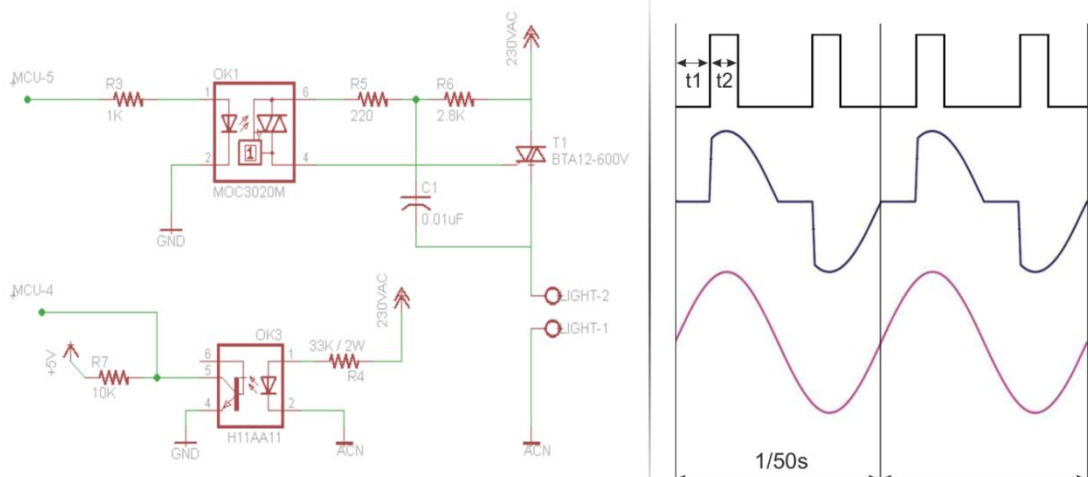 230VAC
MCU-5
R3
1K
OK1
1
6
2
4
MOC3020M
GND
R5
220
R6
2.8K
C1
0.01uF
T1
BTA12-600V
LIGHT-2
LIGHT-1
ACN
MCU-4
+5V
R7
10K
OK3
6
5
4
1
2
H11AA11
GND
33K / 2W
R4
230VAC
ACN
t1
t2
1/50s